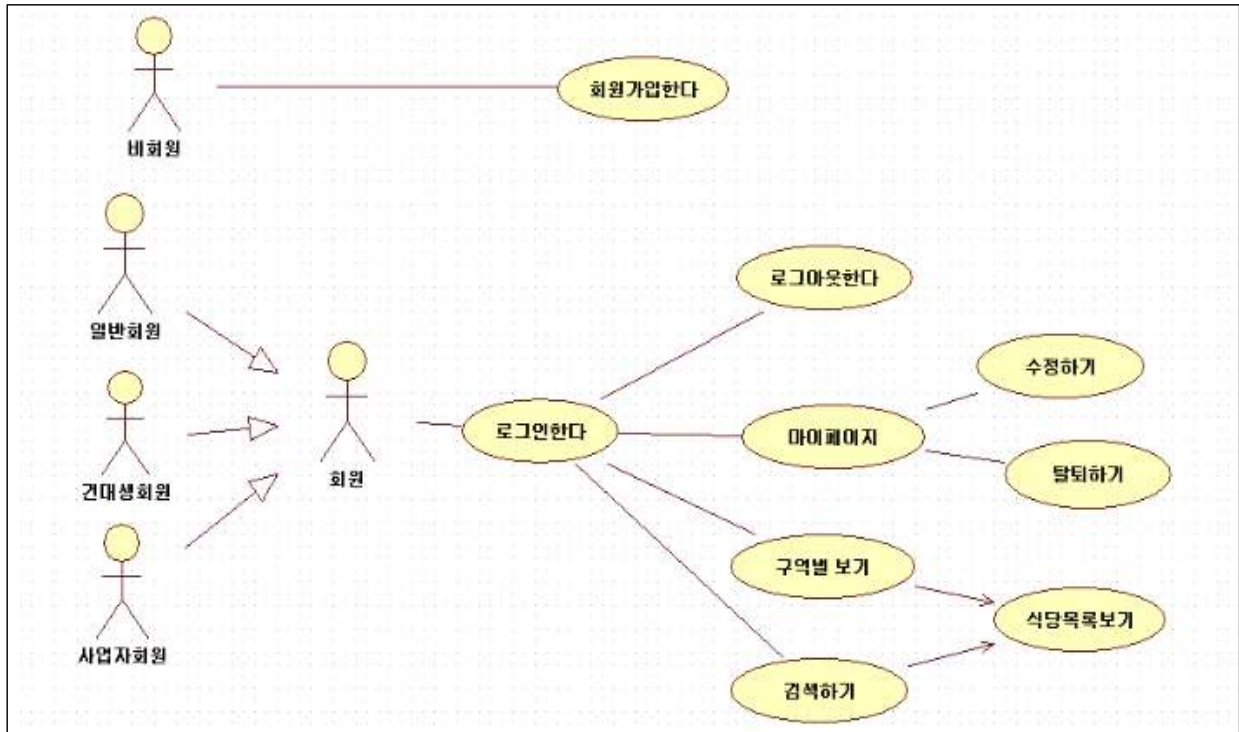 회원가입한다
비회원
로그아웃한다
일반회원
수정하기
로그인한다
마이페이지
회원
탈퇴하기
건대생회원
구역별 보기
식당목록보기
사업자회원
검색하기